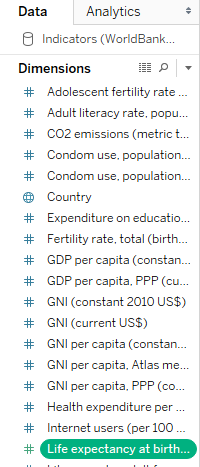 Data
Analytics
Indicators (WorldBank...
Dimensions
Adolescent fertility rate ...
Adult literacy rate, popu...
CO2 emissions (metric t...
Condom use, population...
Condom use, population...
Country
Expenditure on educatio...
Fertility rate, total (birth...
GDP per capita (constan...
GDP per capita, PPP (cu...
GNI (constant 2010 US$)
GNI (current US$)
GNI per capita (constan...
GNI per capita, Atlas me...
GNI per capita, PPP (co...
Health expenditure per ...
Internet users (per 100 ...
Life expectancy at birth...